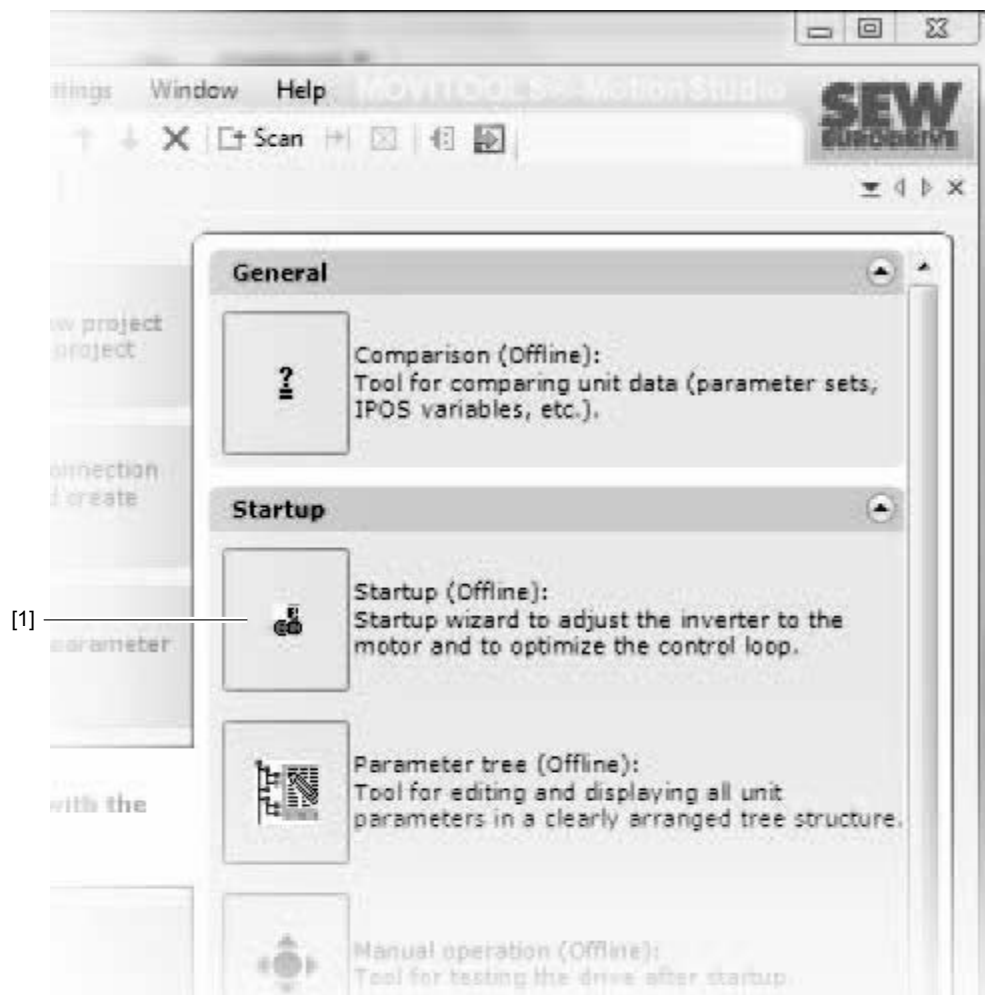 Window Help MOVITOOLS® MotionStudio
SEW
EURODRIVE
Scan
General
w project
project
Comparison (Offline):
Tool for comparing unit data (parameter sets,
IPOS variables, etc.).
onnection
create
Startup
[1]
parameter
Startup (Offline):
Startup wizard to adjust the inverter to the
motor and to optimize the control loop.
with the
Parameter tree (Offline):
Tool for editing and displaying all unit
parameters in a clearly arranged tree structure.
Manual operation (Offline):
Tool for testing the drive after startup.